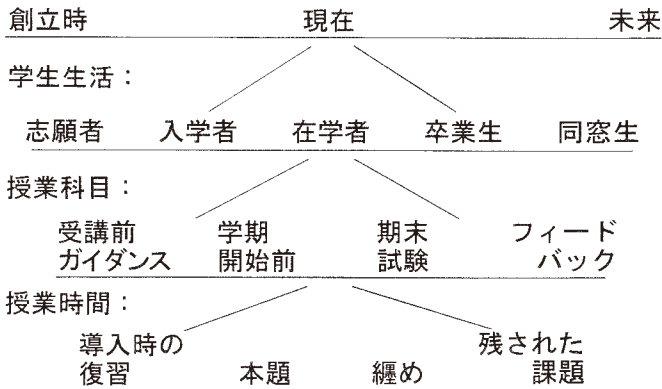 創立時 現在 未来
学生生活：
志願者 入学者 在学者 卒業生 同窓生
授業科目：
受講前 学期 期末 フィード
ガイダンス 開始前 試験 バック
授業時間：
導入時の 残された
復習 本題 纏め 課題